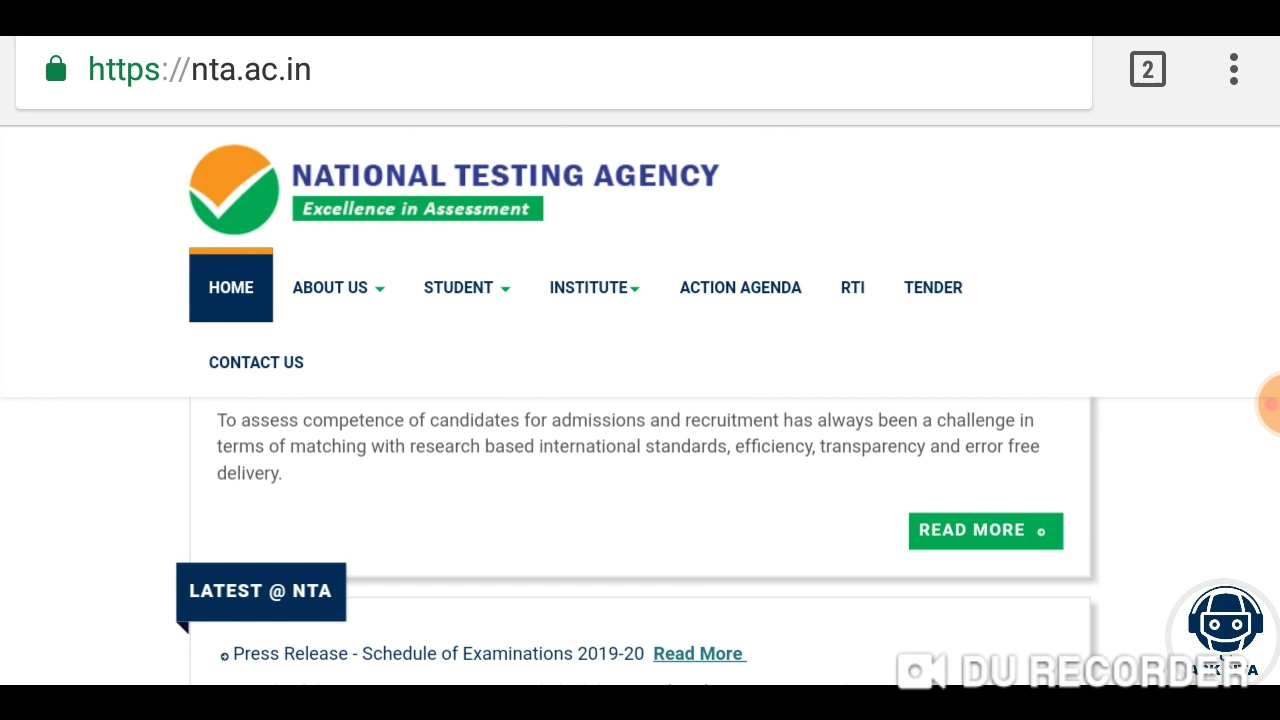 https://nta.ac.in
2
NATIONAL TESTING AGENCY
Excellence in Assessment
HOME ABOUT US STUDENT INSTITUTE ACTION AGENDA RTI TENDER
CONTACT US
To assess competence of candidates for admissions and recruitment has always been a challenge in
terms of matching with research based international standards, efficiency, transparency and error free
delivery.
READ MORE
LATEST @ NTA
Press Release - Schedule of Examinations 2019-20 Read More
DU RECORDER